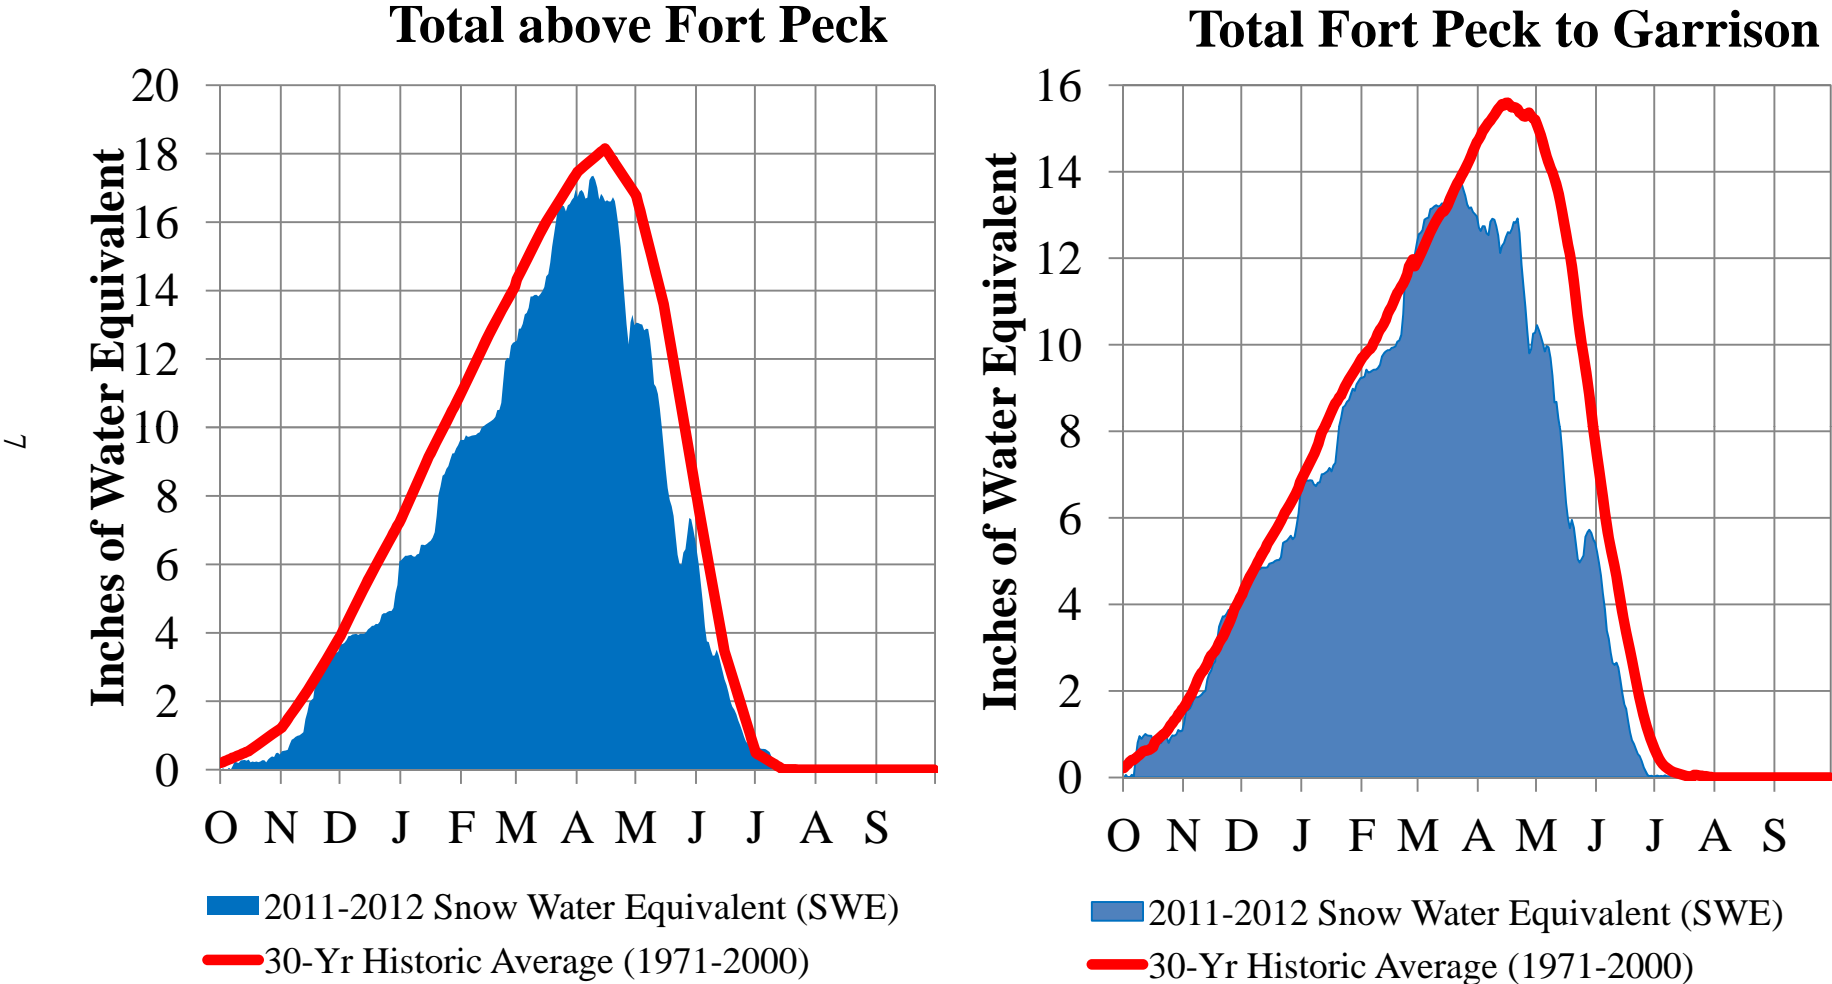 Total above Fort Peck
20
18
16
14
12
10
8
6
4
2
0
Inches of Water Equivalent
O N D J F M A M J J A S
2011-2012 Snow Water Equivalent (SWE)
30-Yr Historic Average (1971-2000)
Total Fort Peck to Garrison
16
14
12
10
8
6
4
2
0
Inches of Water Equivalent
O N D J F M A M J J A S
2011-2012 Snow Water Equivalent (SWE)
30-Yr Historic Average (1971-2000)
7